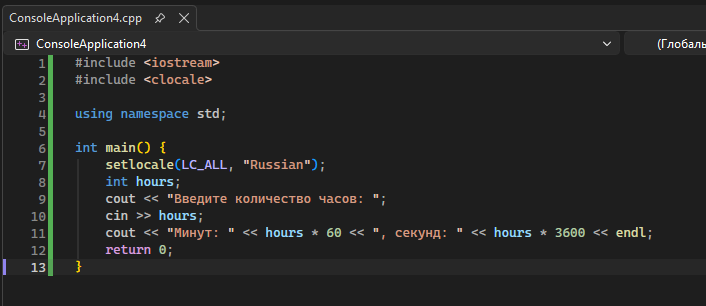 ConsoleApplication4.cpp
ConsoleApplication4 (Глобаль
1 #include <iostream>
2 #include <clocale>
3
4 using namespace std;
5
6 int main() {
7 setlocale(LC_ALL, "Russian");
8 int hours;
9 cout << "Введите количество часов: ";
10 cin >> hours;
11 cout << "Минут: " << hours * 60 << ", секунд: " << hours * 3600 << endl;
12 return 0;
13 }